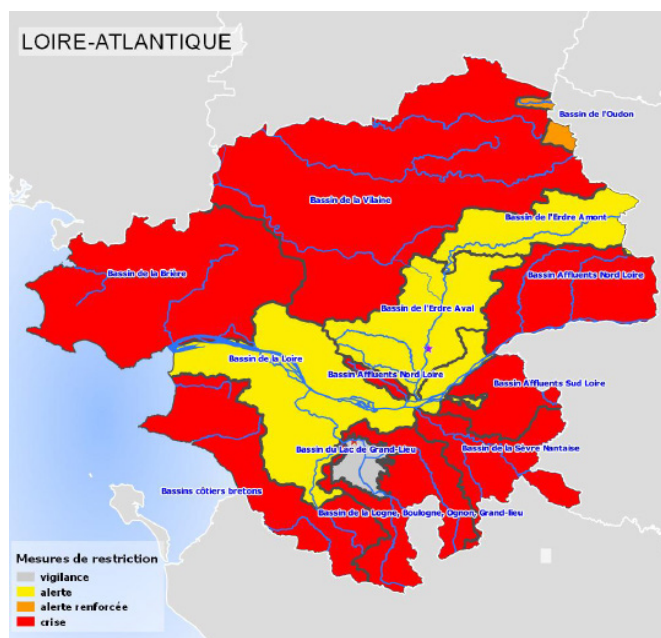 LOIRE-ATLANTIQUE
Bassin de l'Oudon
Bassin de la Vilaine
Bassin de l'Erdre Amont
Bassin de la Brière
Bassin Affluents Nord Loire
Bassin de l'Erdre Aval
Bassin de la Loire
Bassin Affluents Nord Loire
Bassin Affluents Sud Loire
Bassin du Lac de Grand-Lieu
Bassin de la Sèvre Nantaise
Bassins côtiers bretons
Bassin de la Logne, Boulogne, Ognon, Grand-lieu
Mesures de restriction
vigilance
alerte
alerte renforcée
crise